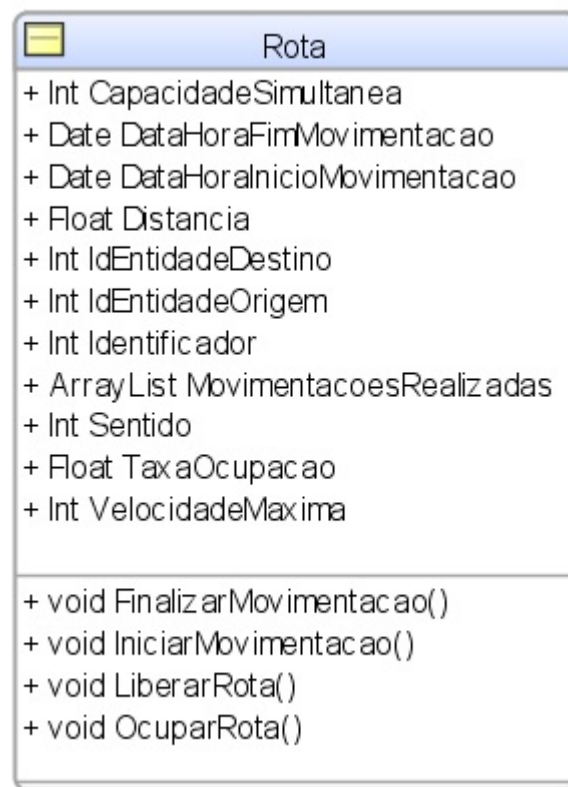 Rota
+ Int CapacidadeSimultanea
+ Date DataHoraFimMovimentacao
+ Date DataHoraInicioMovimentacao
+ Float Distancia
+ Int IdEntidadeDestino
+ Int IdEntidadeOrigem
+ Int Identificador
+ ArrayList MovimentacoesRealizadas
+ Int Sentido
+ Float TaxaOcupacao
+ Int VelocidadeMaxima
+ void FinalizarMovimentacao()
+ void IniciarMovimentacao()
+ void LiberarRota()
+ void OcuparRota()